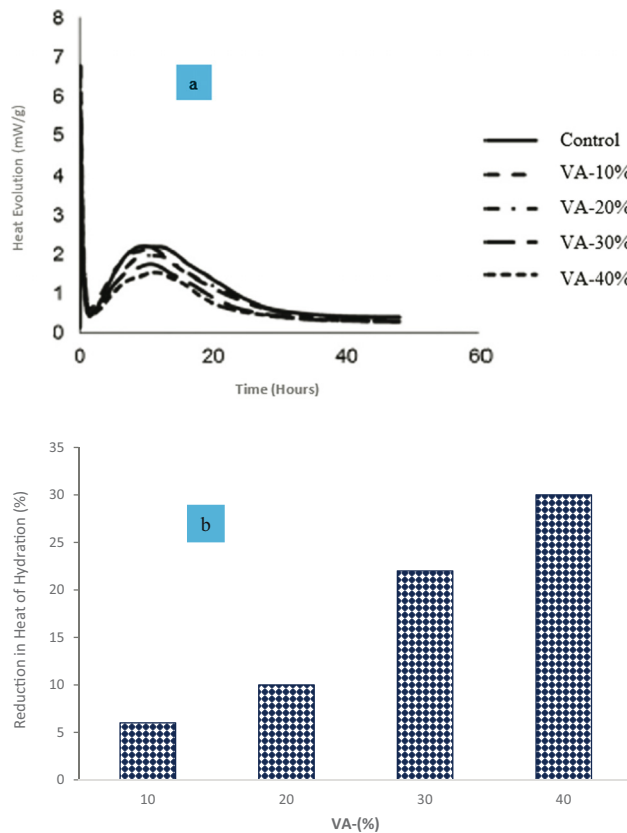 8
7
6
5
4
3
2
1
0
Heat Evolution (mW/g)
a
Control
VA-10%
VA-20%
VA-30%
VA-40%
0 20 40 60
Time (Hours)
35
30
25
20
15
10
5
0
Reduction in Heat of Hydration (%)
b
10 20 30 40
VA-(%)